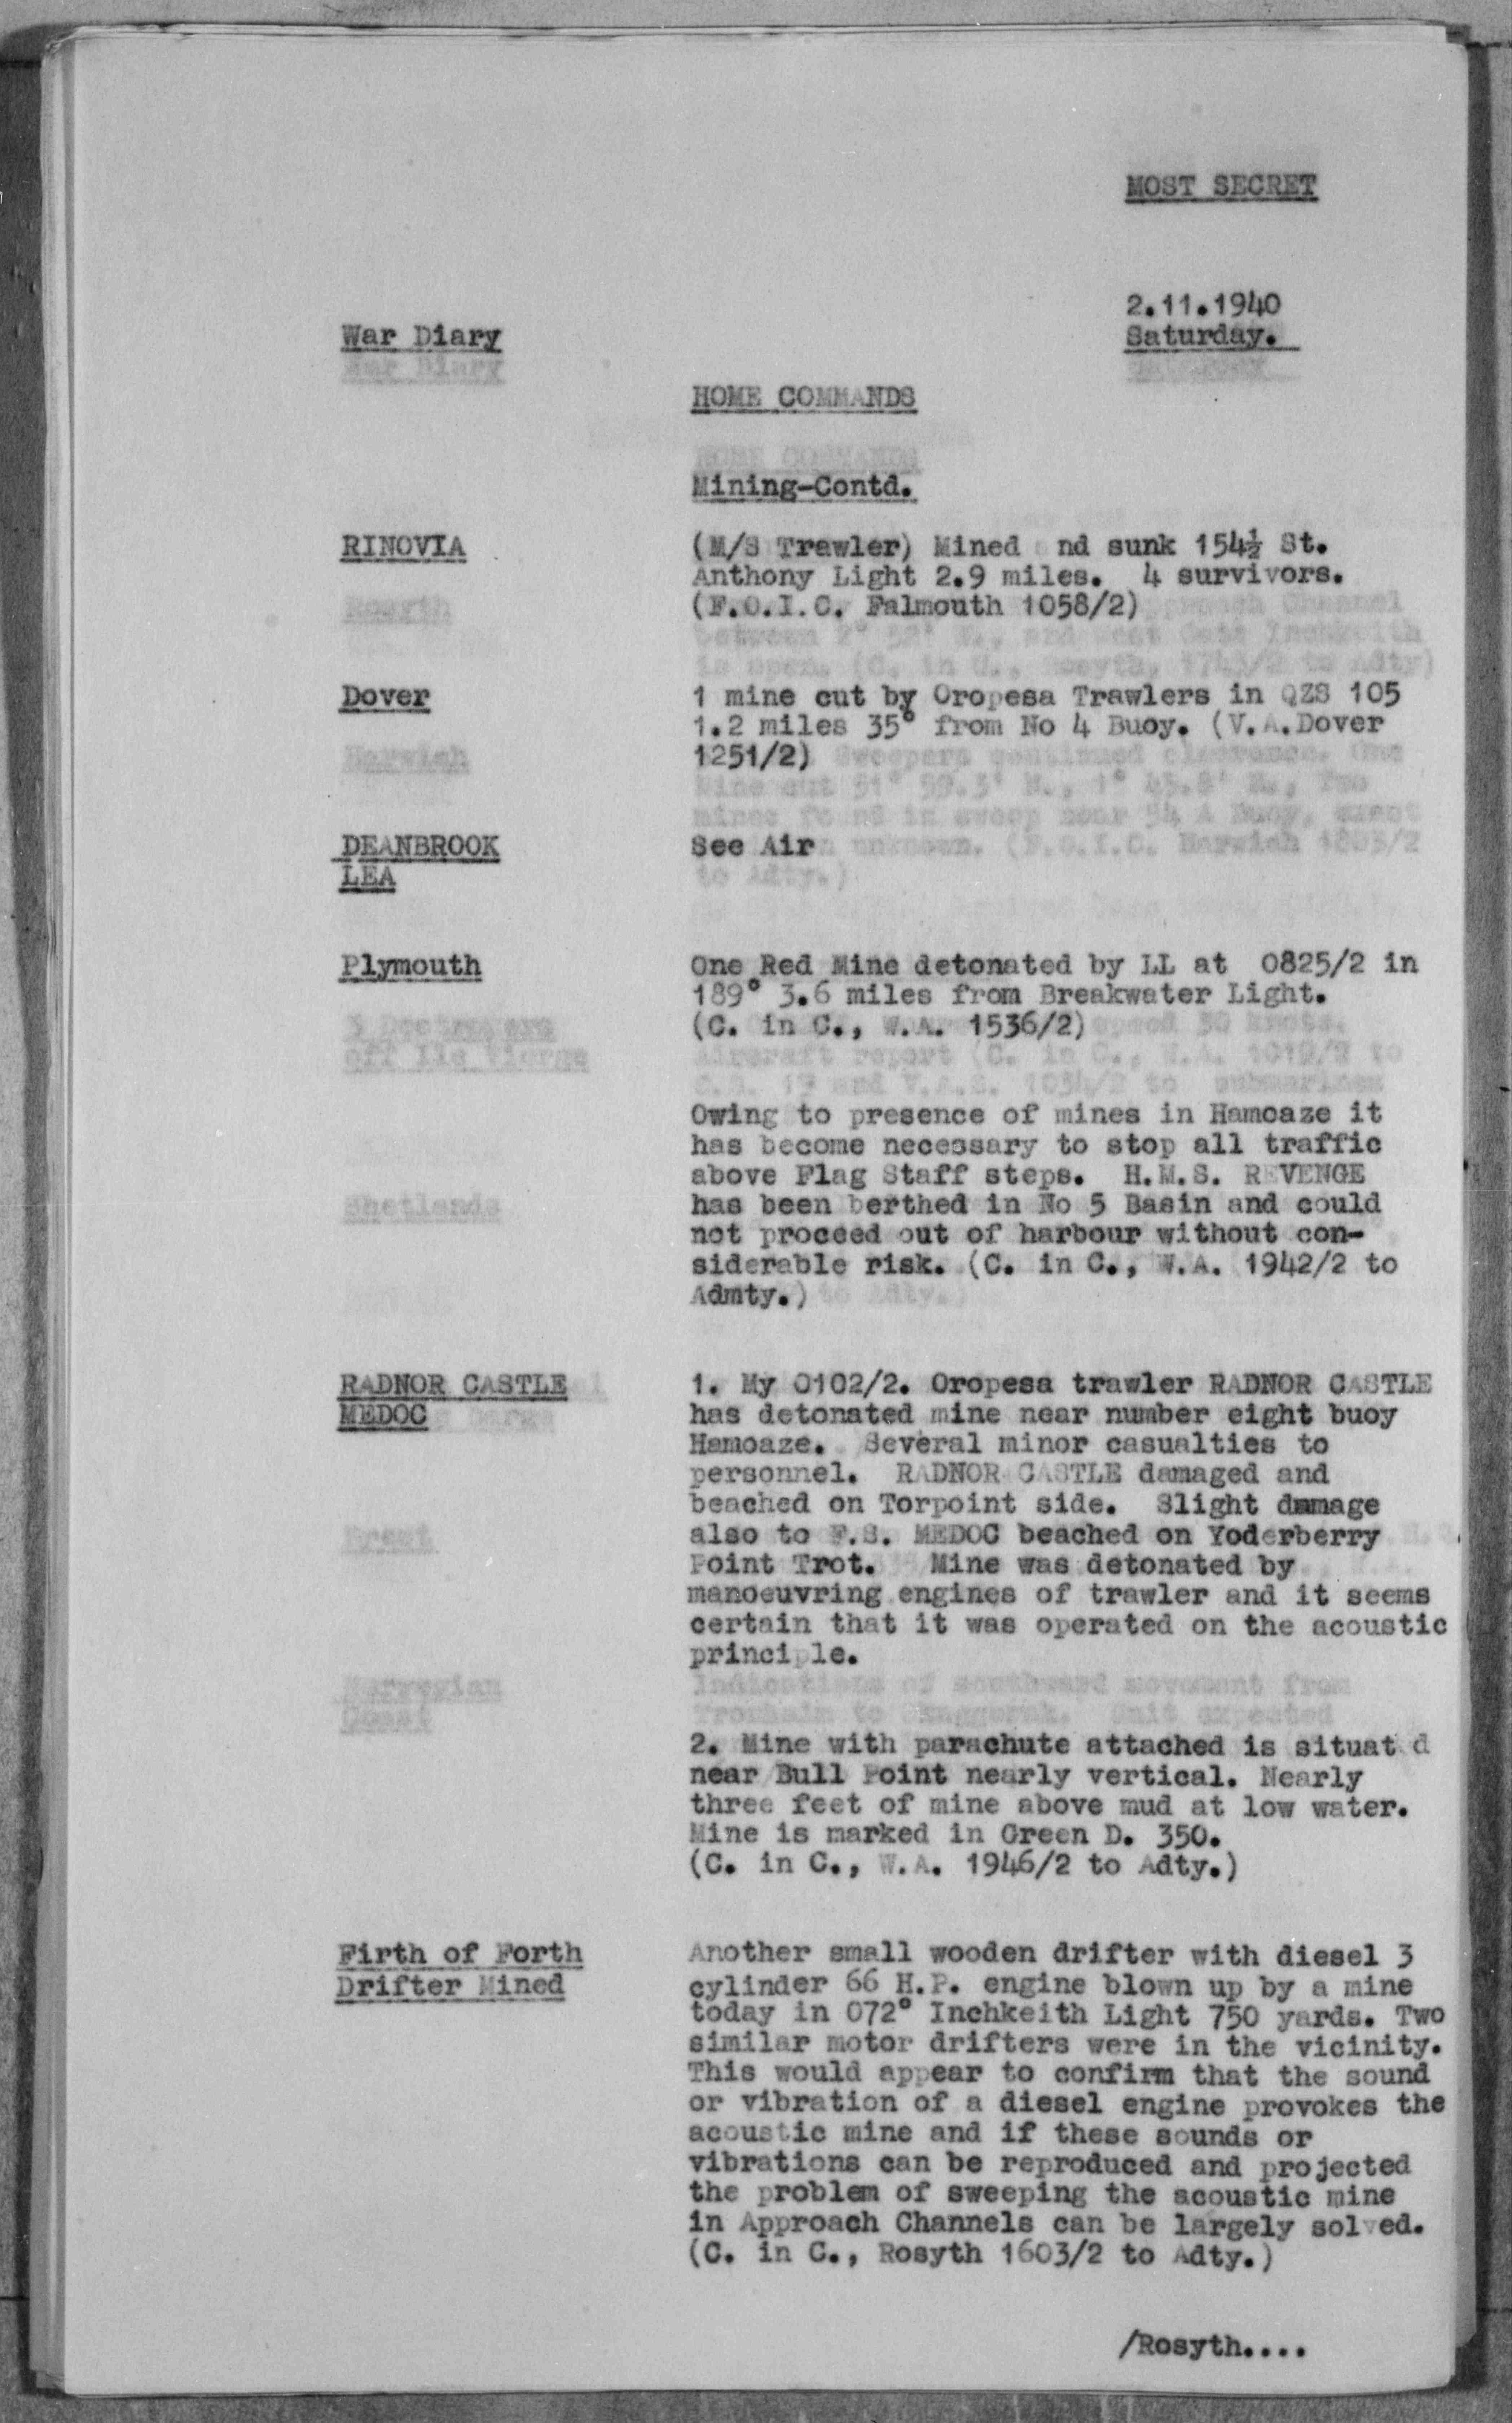 MOST SECRET
2.11.1940
War Diary
Saturday.
HOME COMMANDS
Mining-Contd.
RINOVIA
(M/S Trawler) Mined nd sunk 154½ St.
Anthony Light 2.9 miles. 4 survivors.
(F.O.I.C. Falmouth 1058/2)
Dover
1 mine cut by Oropesa Trawlers in QZS 105
1.2 miles 35° from No 4 Buoy. (V.A.Dover
1251/2)
DEANBROOK
LEA
See Air
Plymouth
One Red Mine detonated by LL at 0825/2 in
189° 3.6 miles from Breakwater Light.
(C. in C., W.A. 1536/2)
Owing to presence of mines in Hamoaze it
has become necessary to stop all traffic
above Flag Staff steps. H.M.S. REVENGE
has been berthed in No 5 Basin and could
not proceed out of harbour without con-
siderable risk. (C. in C., W.A. 1942/2 to
Admty.)
RADNOR CASTLE
MEDOC
1. My 0102/2. Oropesa trawler RADNOR CASTLE
has detonated mine near number eight buoy
Hamoaze. Several minor casualties to
personnel. RADNOR CASTLE damaged and
beached on Torpoint side. Slight damage
also to F.S. MEDOC beached on Yoderberry
Point Trot. Mine was detonated by
manoeuvring engines of trawler and it seems
certain that it was operated on the acoustic
principle.
2. Mine with parachute attached is situat d
near Bull Point nearly vertical. Nearly
three feet of mine above mud at low water.
Mine is marked in Green D. 350.
(C. in C., W.A. 1946/2 to Adty.)
Firth of Forth
Drifter Mined
Another small wooden drifter with diesel 3
cylinder 66 H.P. engine blown up by a mine
today in 072° Inchkeith Light 750 yards. Two
similar motor drifters were in the vicinity.
This would appear to confirm that the sound
or vibration of a diesel engine provokes the
acoustic mine and if these sounds or
vibrations can be reproduced and projected
the problem of sweeping the acoustic mine
in Approach Channels can be largely solved.
(C. in C., Rosyth 1603/2 to Adty.)
/Rosyth....